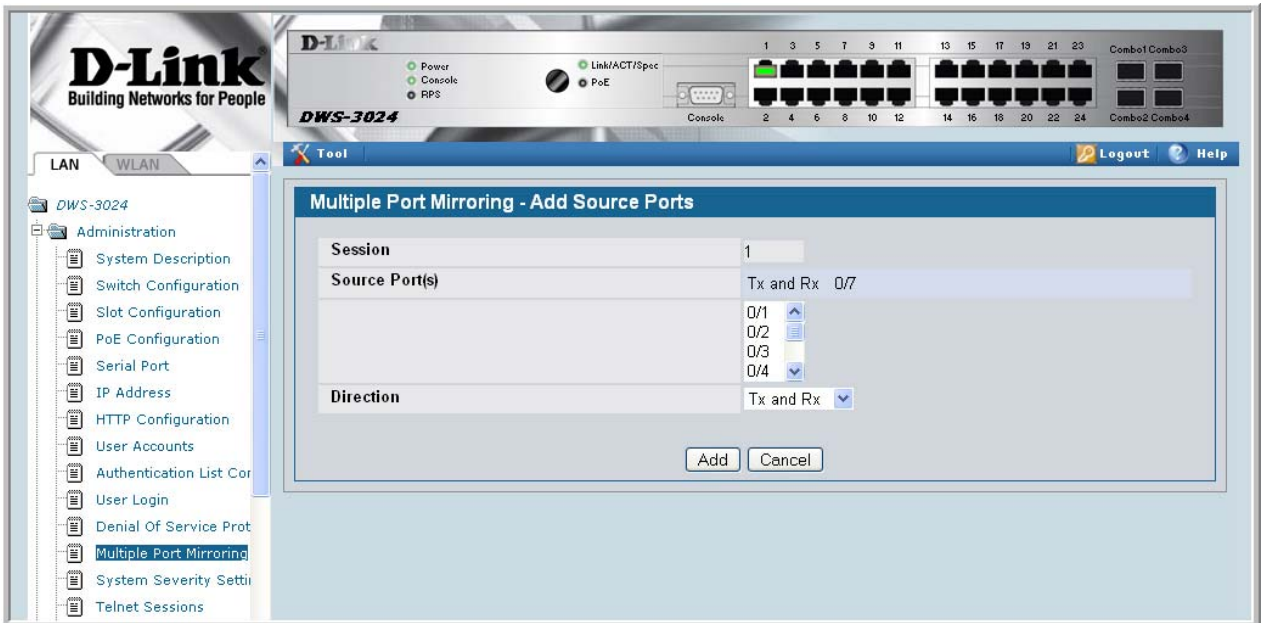 D-Link
Building Networks for People
D-Link
Power
Console
RPS
Link/ACT/Spec
PoE
DWS-3024
Console
1 3 5 7 9 11 13 15 17 19 21 23
Combo1 Combo3
2 4 6 8 10 12 14 16 18 20 22 24
Combo2 Combo4
LAN
WLAN
Tool
Logout
Help
DWS-3024
Administration
System Description
Switch Configuration
Slot Configuration
PoE Configuration
Serial Port
IP Address
HTTP Configuration
User Accounts
Authentication List Cor
User Login
Denial Of Service Prot
Multiple Port Mirroring
System Severity Settin
Telnet Sessions
Multiple Port Mirroring - Add Source Ports
Session
1
Source Port(s)
Tx and Rx 0/7
0/1
0/2
0/3
0/4
Direction
Tx and Rx
Add
Cancel